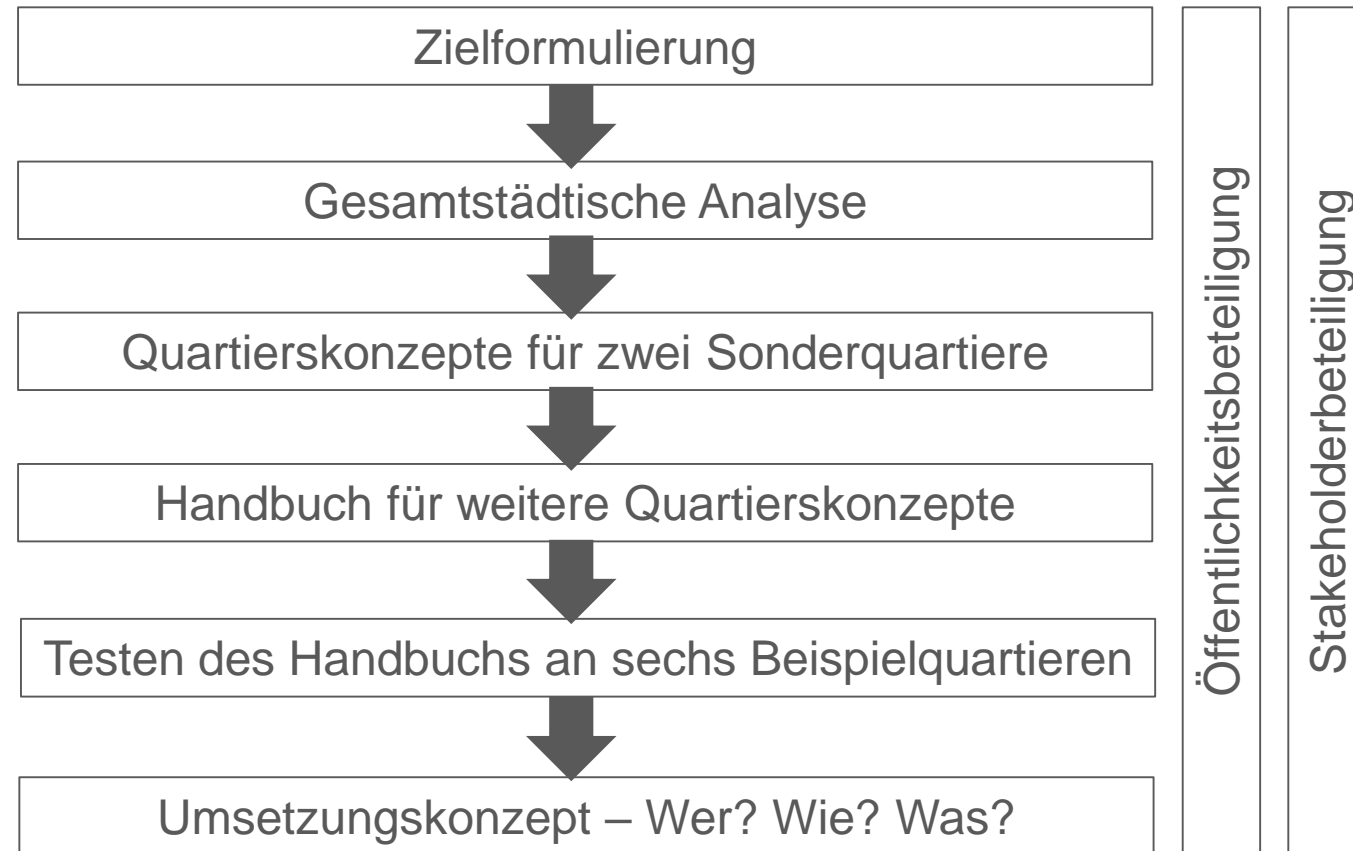 Zielformulierung
Gesamtstädtische Analyse
Quartierskonzepte für zwei Sonderquartiere
Handbuch für weitere Quartierskonzepte
Testen des Handbuchs an sechs Beispielquartieren
Umsetzungskonzept – Wer? Wie? Was?
Öffentlichkeitsbeteiligung
Stakeholderbeteiligung